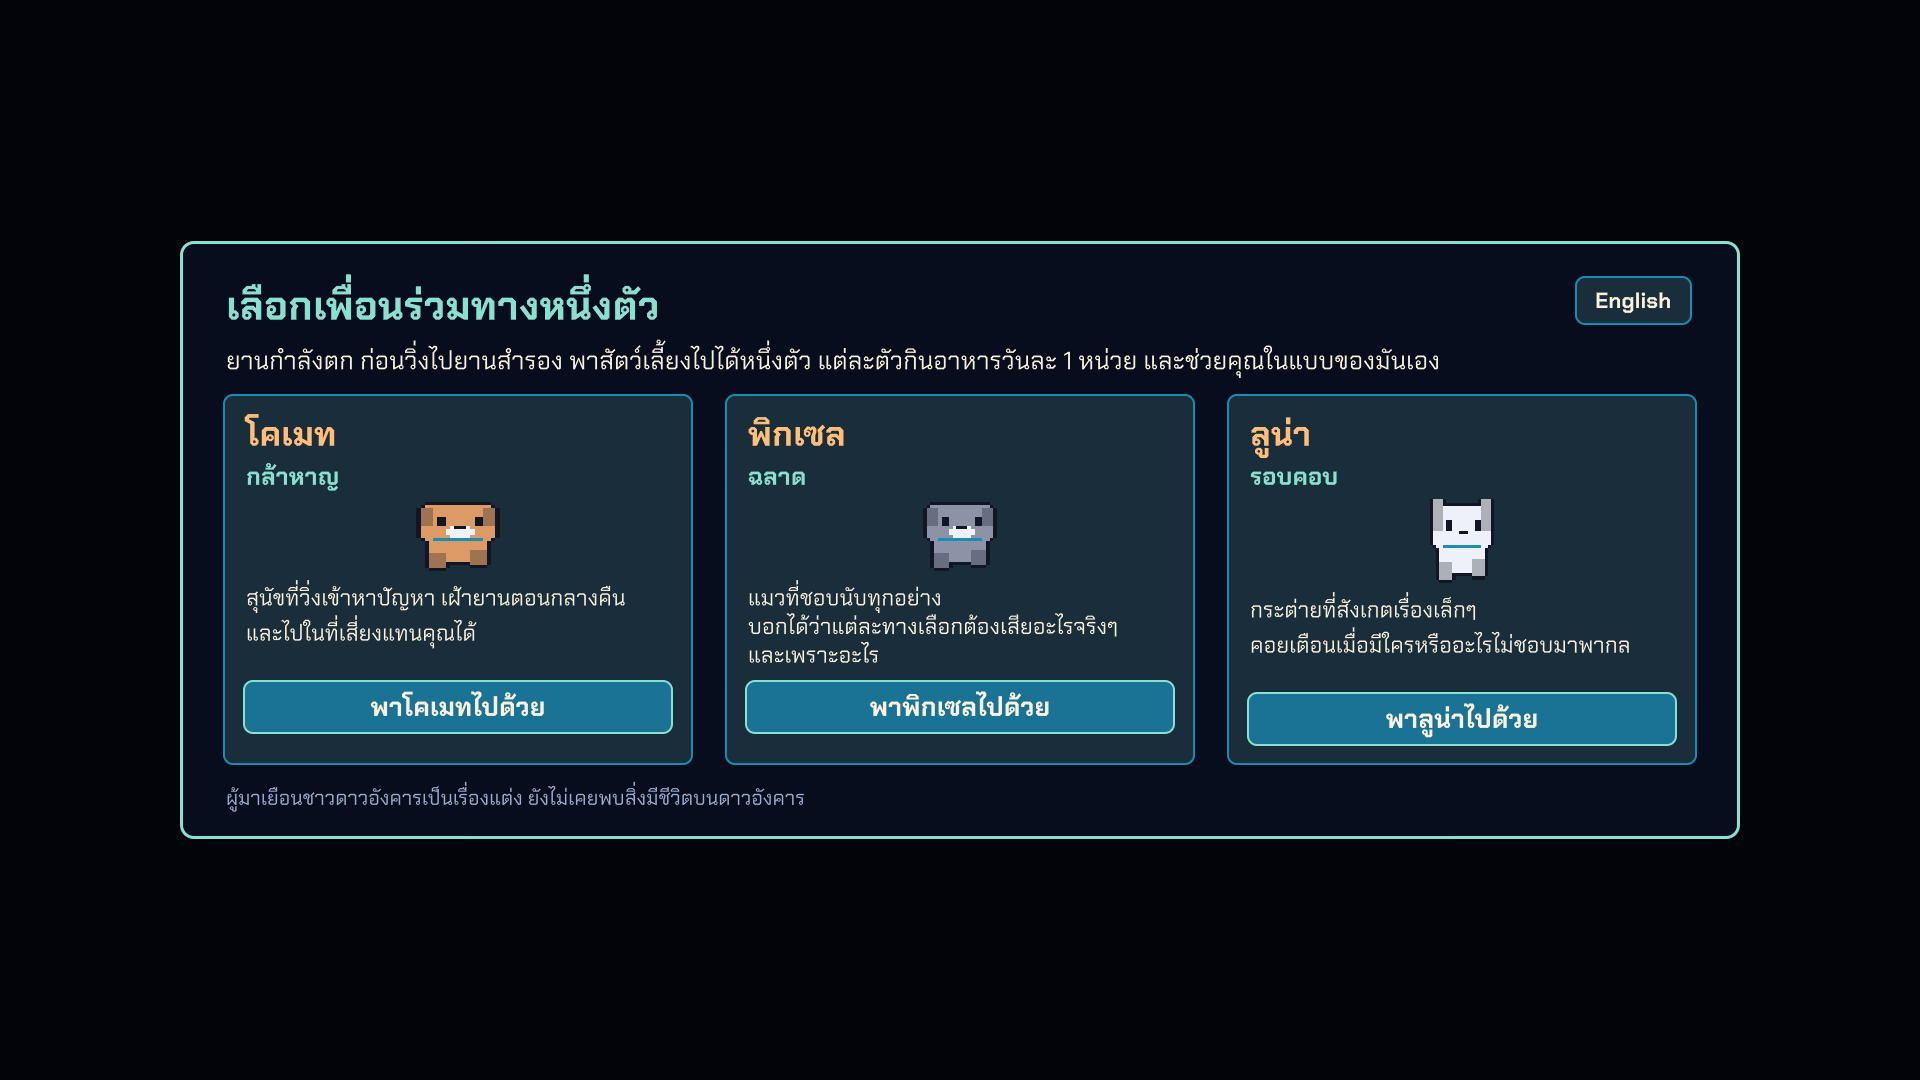 เลือกเพื่อนร่วมทางหนึ่งตัว
English
ยานกำลังตก ก่อนวิ่งไปยานสำรอง พาสัตว์เลี้ยงไปได้หนึ่งตัว แต่ละตัวกินอาหารวันละ 1 หน่วย และช่วยคุณในแบบของมันเอง
โคเมท
กล้าหาญ
สุนัขที่วิ่งเข้าหาปัญหา เฝ้ายานตอนกลางคืน
และไปในที่เสี่ยงแทนคุณได้
พาโคเมทไปด้วย
พิกเซล
ฉลาด
แมวที่ชอบนับทุกอย่าง
บอกได้ว่าแต่ละทางเลือกต้องเสียอะไรจริงๆ
และเพราะอะไร
พาพิกเซลไปด้วย
ลูน่า
รอบคอบ
กระต่ายที่สังเกตเรื่องเล็กๆ
คอยเตือนเมื่อมีใครหรืออะไรไม่ชอบมาพากล
พาลูน่าไปด้วย
ผู้มาเยือนชาวดาวอังคารเป็นเรื่องแต่ง ยังไม่เคยพบสิ่งมีชีวิตบนดาวอังคาร